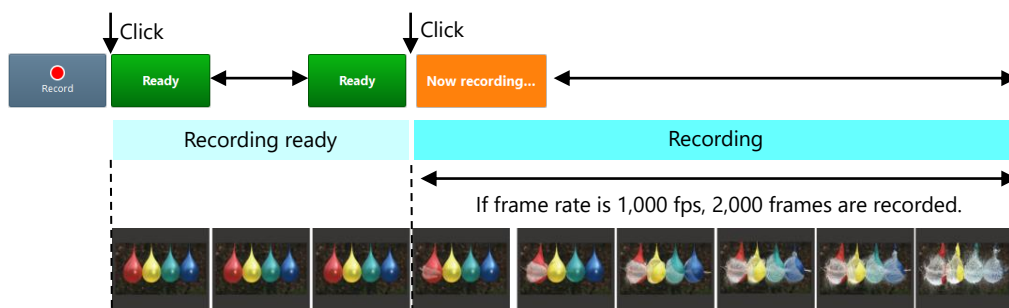 Click
Click
Record
Ready
Ready
Now recording...
Recording ready
Recording
If frame rate is 1,000 fps, 2,000 frames are recorded.